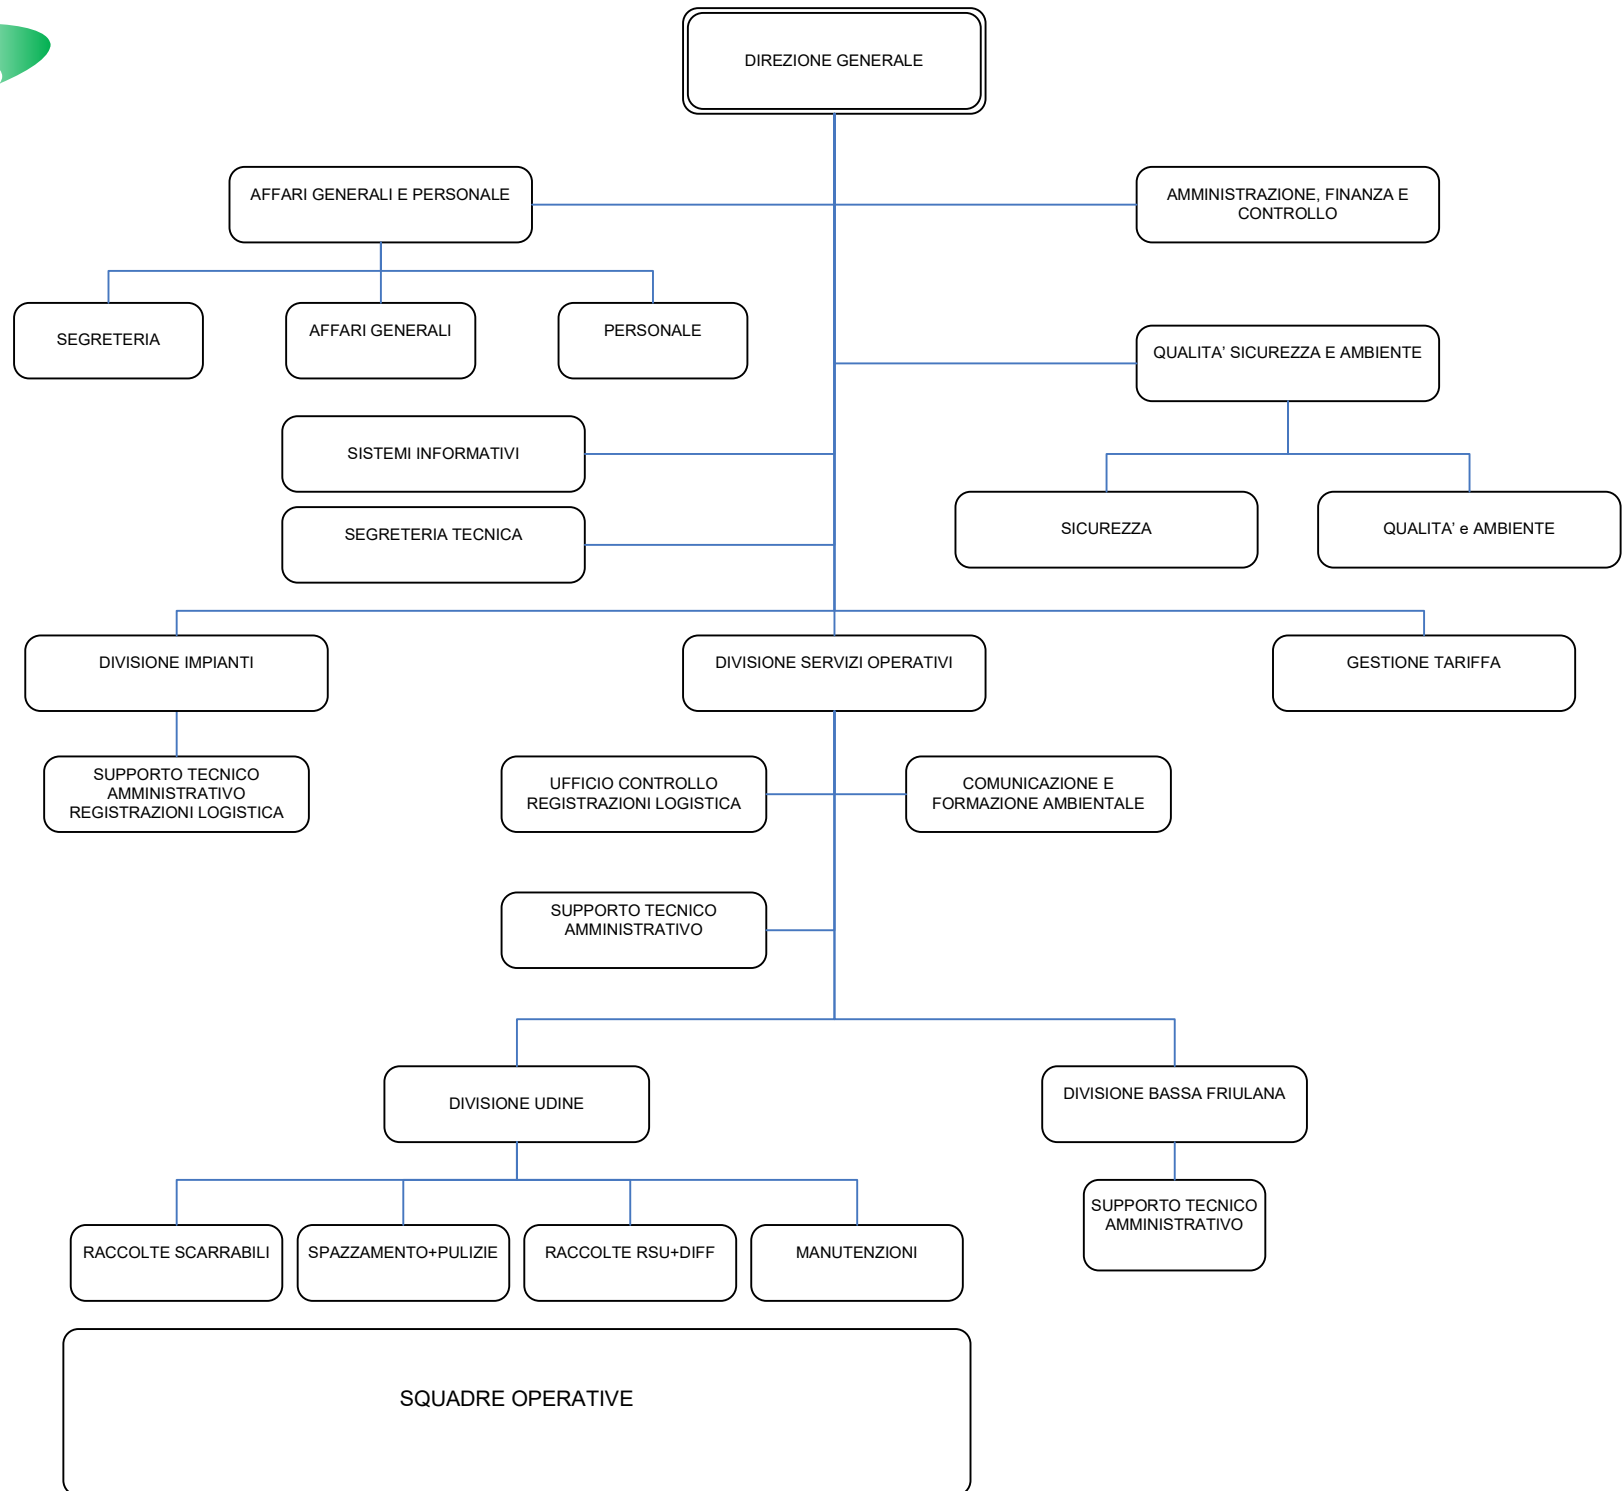 DIREZIONE GENERALE
AFFARI GENERALI E PERSONALE
AMMINISTRAZIONE, FINANZA E
CONTROLLO
SEGRETERIA
AFFARI GENERALI
PERSONALE
QUALITA’ SICUREZZA E AMBIENTE
SISTEMI INFORMATIVI
SEGRETERIA TECNICA
SICUREZZA
QUALITA’ e AMBIENTE
DIVISIONE IMPIANTI
DIVISIONE SERVIZI OPERATIVI
GESTIONE TARIFFA
SUPPORTO TECNICO
AMMINISTRATIVO
REGISTRAZIONI LOGISTICA
UFFICIO CONTROLLO
REGISTRAZIONI LOGISTICA
COMUNICAZIONE E
FORMAZIONE AMBIENTALE
SUPPORTO TECNICO
AMMINISTRATIVO
DIVISIONE UDINE
DIVISIONE BASSA FRIULANA
SUPPORTO TECNICO
AMMINISTRATIVO
RACCOLTE SCARRABILI
SPAZZAMENTO+PULIZIE
RACCOLTE RSU+DIFF
MANUTENZIONI
SQUADRE OPERATIVE